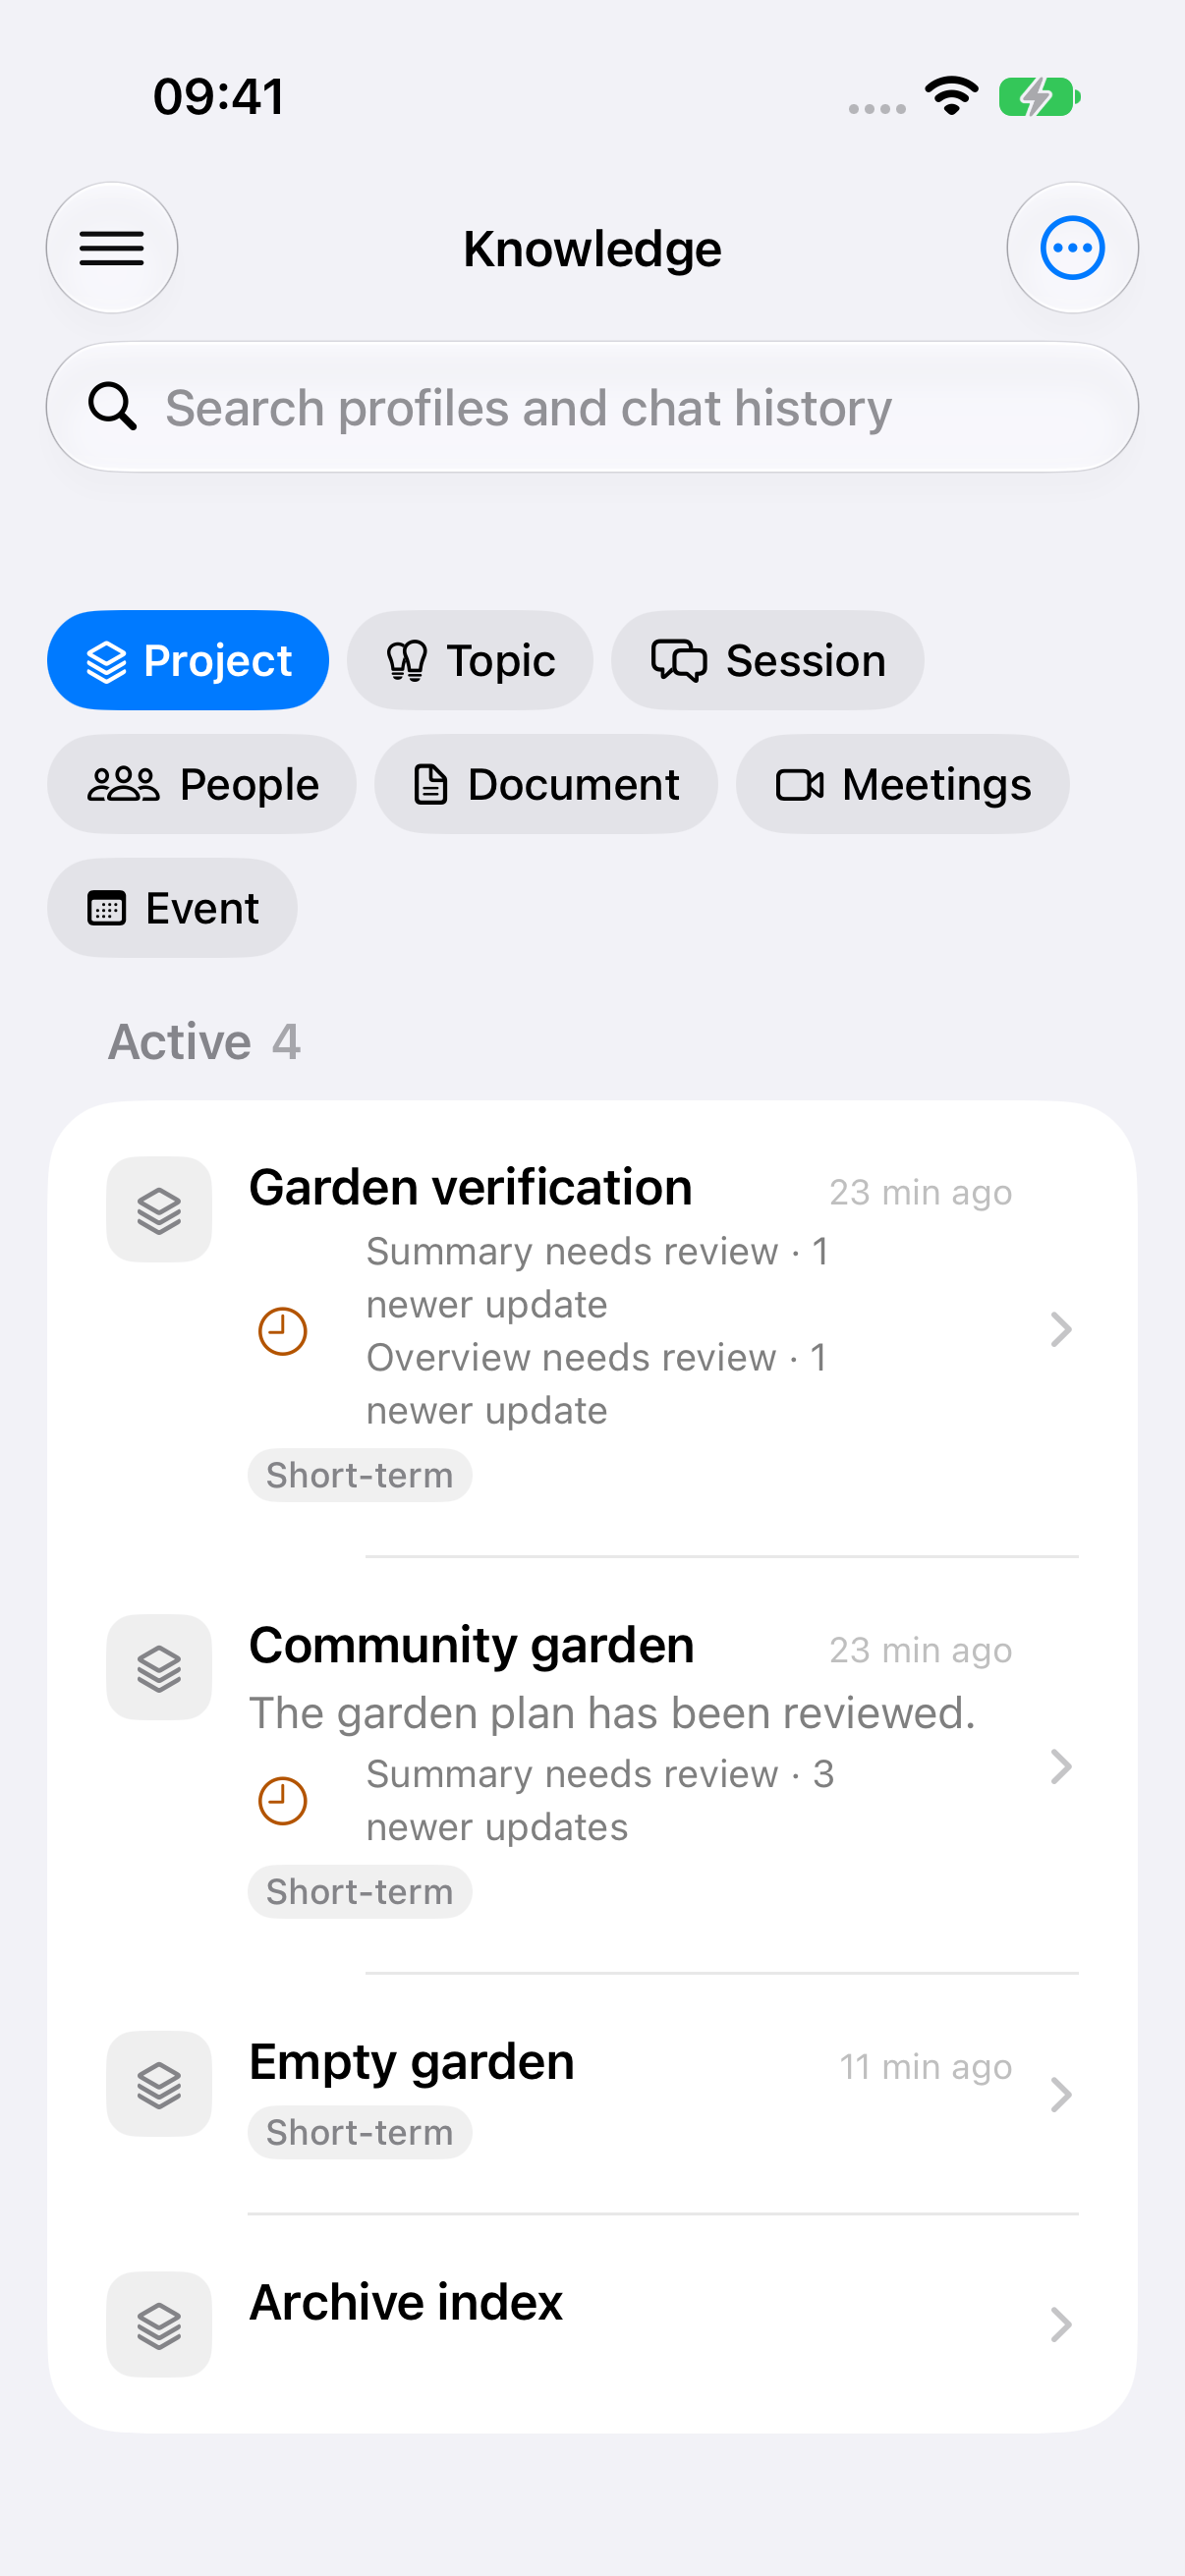 09:41
Knowledge
Search profiles and chat history
Project
Topic
Session
People
Document
Meetings
Event
Active 4
Garden verification
23 min ago
Summary needs review · 1
newer update
Overview needs review · 1
newer update
Short-term
Community garden
23 min ago
The garden plan has been reviewed.
Summary needs review · 3
newer updates
Short-term
Empty garden
11 min ago
Short-term
Archive index